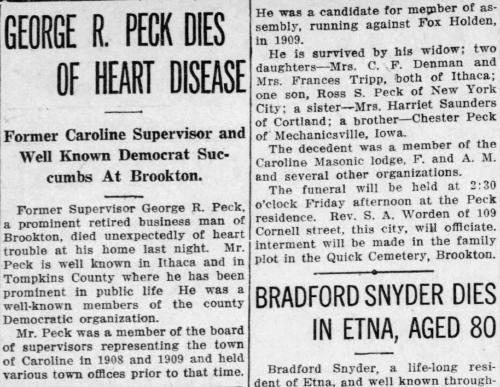 GEORGE R. PECK DIES
OF HEART DISEASE
Former Caroline Supervisor and
Well Known Democrat Suc-
cumbs At Brookton.
Former Supervisor George R. Peck,
a prominent retired business man of
Brookton, died unexpectedly of heart
trouble at his home last night. Mr.
Peck is well known in Ithaca and in
Tompkins County where he has been
prominent in public life He was a
well-known members of the county
Democratic organization.
Mr. Peck was a member of the board
of supervisors representing the town
of Caroline in 1908 and 1909 and held
various town offices prior to that time.
He was a candidate for member of as-
sembly, running against Fox Holden,
in 1909.
He is survived by his widow; two
daughters—Mrs. C. F. Denman and
Mrs. Frances Tripp, both of Ithaca;
one son, Ross S. Peck of New York
City; a sister—Mrs. Harriet Saunders
of Cortland; a brother—Chester Peck
of Mechanicsville, Iowa.
The decedent was a member of the
Caroline Masonic lodge, F. and A. M.
and several other organizations.
The funeral will be held at 2:30
o'clock Friday afternoon at the Peck
residence. Rev. S. A. Worden of 109
Cornell street, this city, will officiate.
interment will be made in the family
plot in the Quick Cemetery, Brookton.
BRADFORD SNYDER DIES
IN ETNA, AGED 80
Bradford Snyder, a life-long resi
dent of Etna, and well known through-